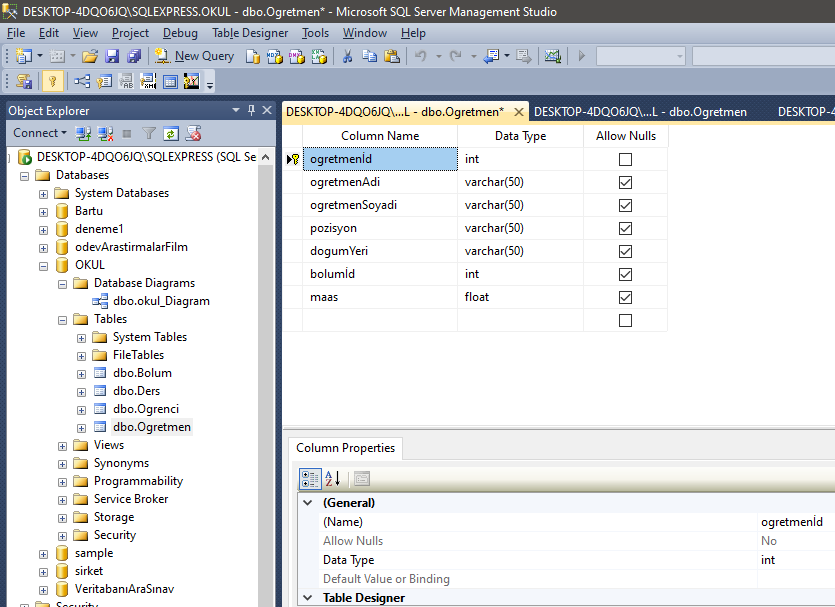 DESKTOP-4DQO6JQ\SQLEXPRESS.OKUL - dbo.Ogretmen* - Microsoft SQL Server Management Studio
File Edit View Project Debug Table Designer Tools Window Help
New Query
Object Explorer
Connect
DESKTOP-4DQO6JQ\SQLEXPRESS (SQL Se
Databases
System Databases
Bartu
deneme1
odevArastirmalarFilm
OKUL
Database Diagrams
dbo.okul_Diagram
Tables
System Tables
FileTables
dbo.Bolum
dbo.Ders
dbo.Ogrenci
dbo.Ogretmen
Views
Synonyms
Programmability
Service Broker
Storage
Security
sample
sirket
VeritabanıAraSınav
Security
DESKTOP-4DQO6JQ\...L - dbo.Ogretmen* DESKTOP-4DQO6JQ\...L - dbo.Ogretmen DESKTOP-4
Column Name Data Type Allow Nulls
ogretmenİd int
ogretmenAdi varchar(50)
ogretmenSoyadi varchar(50)
pozisyon varchar(50)
dogumYeri varchar(50)
bolumİd int
maas float
Column Properties
(General)
(Name) ogretmenİd
Allow Nulls No
Data Type int
Default Value or Binding
Table Designer